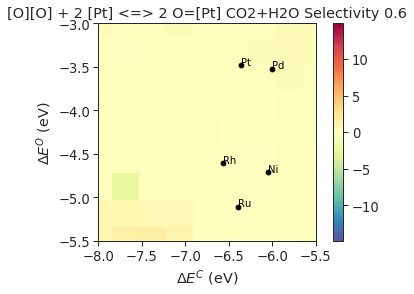 [O][O] + 2 [Pt] <=> 2 O=[Pt] CO2+H2O Selectivity 0.6
−3.0
−3.5
−4.0
−4.5
−5.0
−5.5
ΔE^O (eV)
Pt
Pd
Rh
Ni
Ru
−8.0 −7.5 −7.0 −6.5 −6.0 −5.5
ΔE^C (eV)
10
5
0
−5
−10